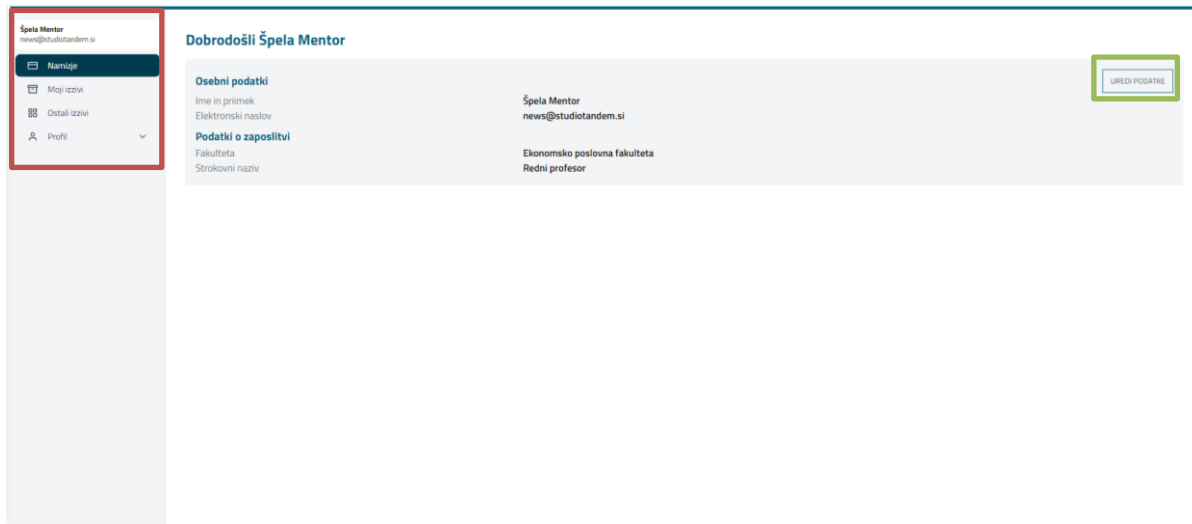 Špela Mentor
news@studiotandem.si
Namizje
Moji izzivi
Ostali izzivi
Profil
Dobrodošli Špela Mentor
Osebni podatki
UREDI PODATKE
Ime in priimek Špela Mentor
Elektronski naslov news@studiotandem.si
Podatki o zaposlitvi
Fakulteta Ekonomsko poslovna fakulteta
Strokovni naziv Redni profesor